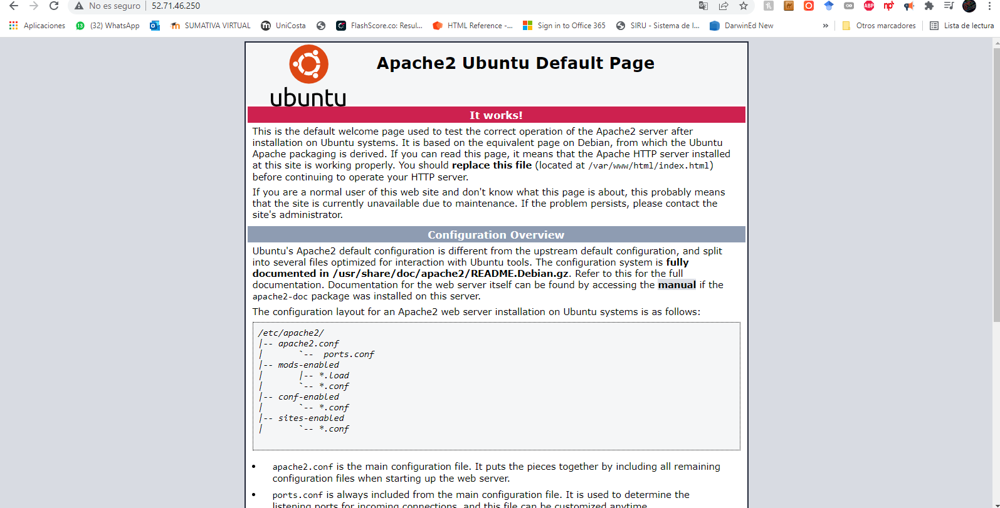 No es seguro 52.71.46.250
Aplicaciones (32) WhatsApp SUMATIVA VIRTUAL UniCosta FlashScore.co: Resul... HTML Reference -... Sign in to Office 365 SIRU - Sistema de I... DarwinEd New » Otros marcadores Lista de lectura
ubuntu
Apache2 Ubuntu Default Page
It works!
This is the default welcome page used to test the correct operation of the Apache2 server after
installation on Ubuntu systems. It is based on the equivalent page on Debian, from which the Ubuntu
Apache packaging is derived. If you can read this page, it means that the Apache HTTP server installed
at this site is working properly. You should replace this file (located at /var/www/html/index.html)
before continuing to operate your HTTP server.
If you are a normal user of this web site and don't know what this page is about, this probably means
that the site is currently unavailable due to maintenance. If the problem persists, please contact the
site's administrator.
Configuration Overview
Ubuntu's Apache2 default configuration is different from the upstream default configuration, and split
into several files optimized for interaction with Ubuntu tools. The configuration system is fully
documented in /usr/share/doc/apache2/README.Debian.gz. Refer to this for the full
documentation. Documentation for the web server itself can be found by accessing the manual if the
apache2-doc package was installed on this server.
The configuration layout for an Apache2 web server installation on Ubuntu systems is as follows:
/etc/apache2/
|-- apache2.conf
|       `--  ports.conf
|-- mods-enabled
|       |-- *.load
|       `-- *.conf
|-- conf-enabled
|       `-- *.conf
|-- sites-enabled
|       `-- *.conf
• apache2.conf is the main configuration file. It puts the pieces together by including all remaining
configuration files when starting up the web server.
• ports.conf is always included from the main configuration file. It is used to determine the
listening ports for incoming connections, and this file can be customized anytime.